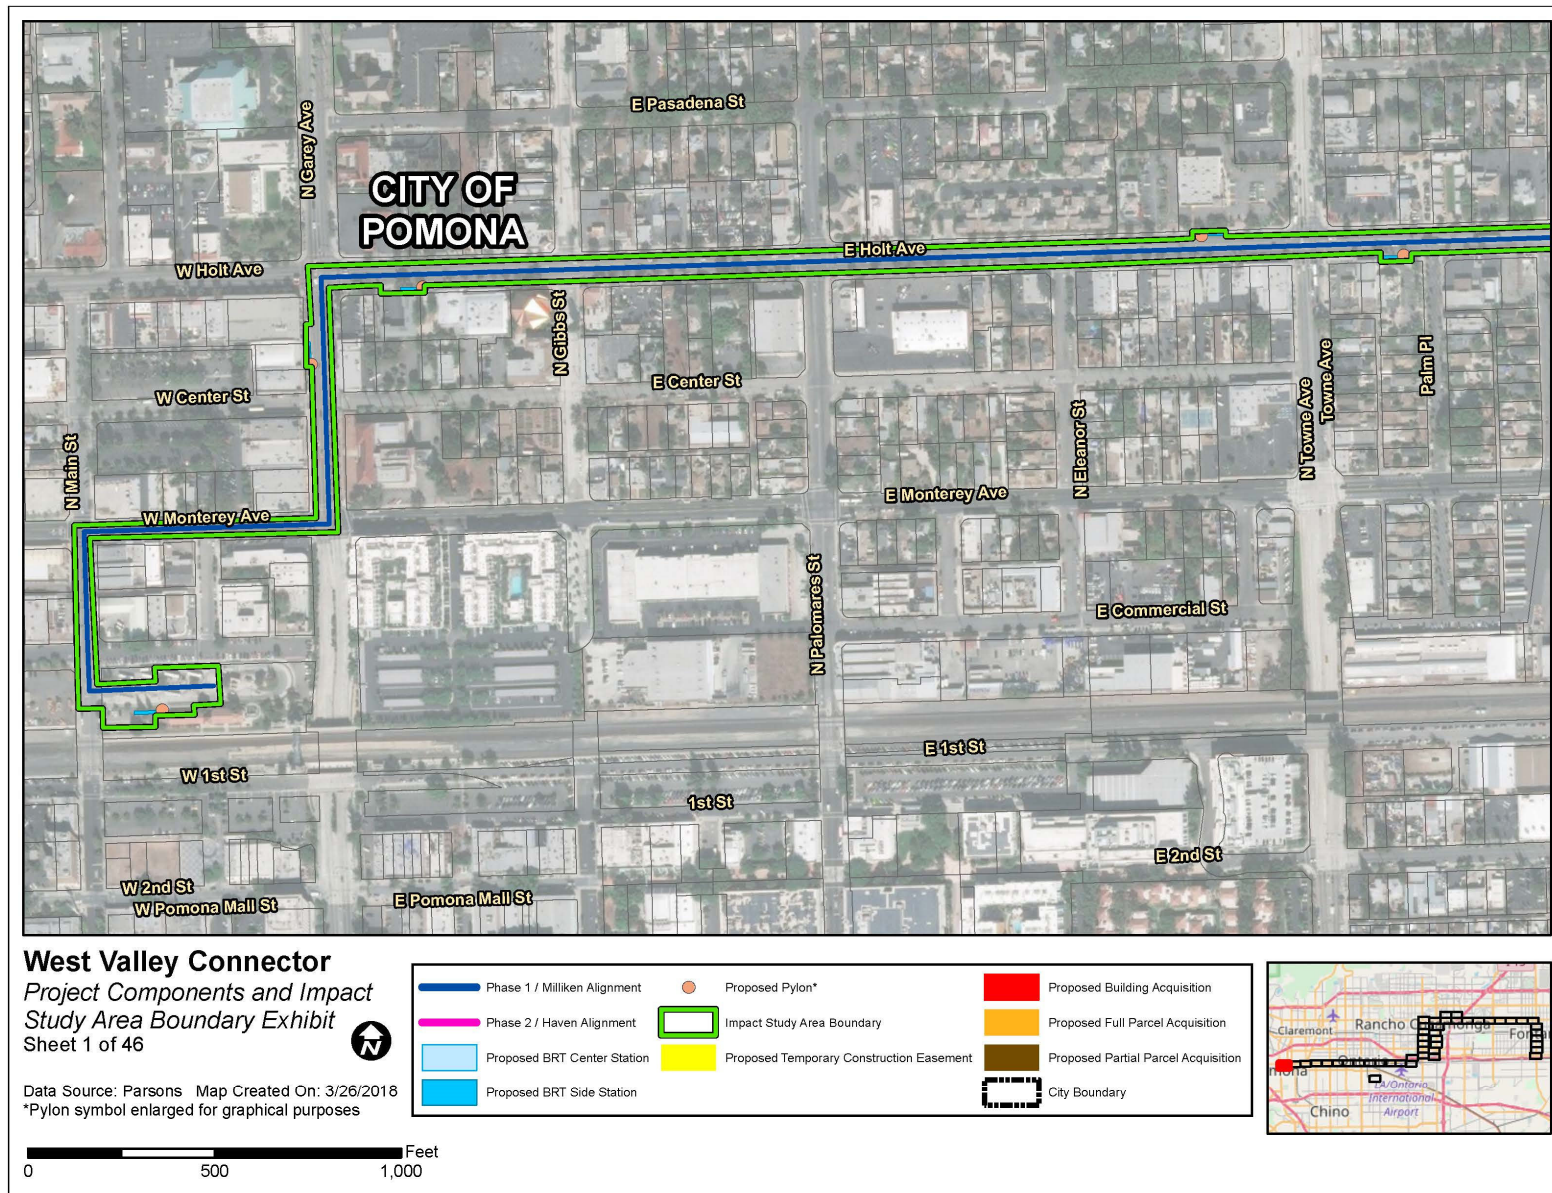 E Pasadena St
N Garey Ave
CITY OF
POMONA
W Holt Ave
E Holt Ave
N Gibbs St
W Center St
E Center St
Palm Pl
Towne Ave
N Towne Ave
N Main St
N Eleanor St
W Monterey Ave
E Monterey Ave
N Palomares St
E Commercial St
W 1st St
E 1st St
1st St
E 2nd St
W 2nd St
W Pomona Mall St
E Pomona Mall St
West Valley Connector
Project Components and Impact
Study Area Boundary Exhibit
Sheet 1 of 46
N
Data Source: Parsons Map Created On: 3/26/2018
*Pylon symbol enlarged for graphical purposes
Feet
0 500 1,000
Phase 1 / Milliken Alignment
Phase 2 / Haven Alignment
Proposed BRT Center Station
Proposed BRT Side Station
Proposed Pylon*
Impact Study Area Boundary
Proposed Temporary Construction Easement
Proposed Building Acquisition
Proposed Full Parcel Acquisition
Proposed Partial Parcel Acquisition
City Boundary
Claremont
Ontario
LA/Ontario
International
Airport
Chino